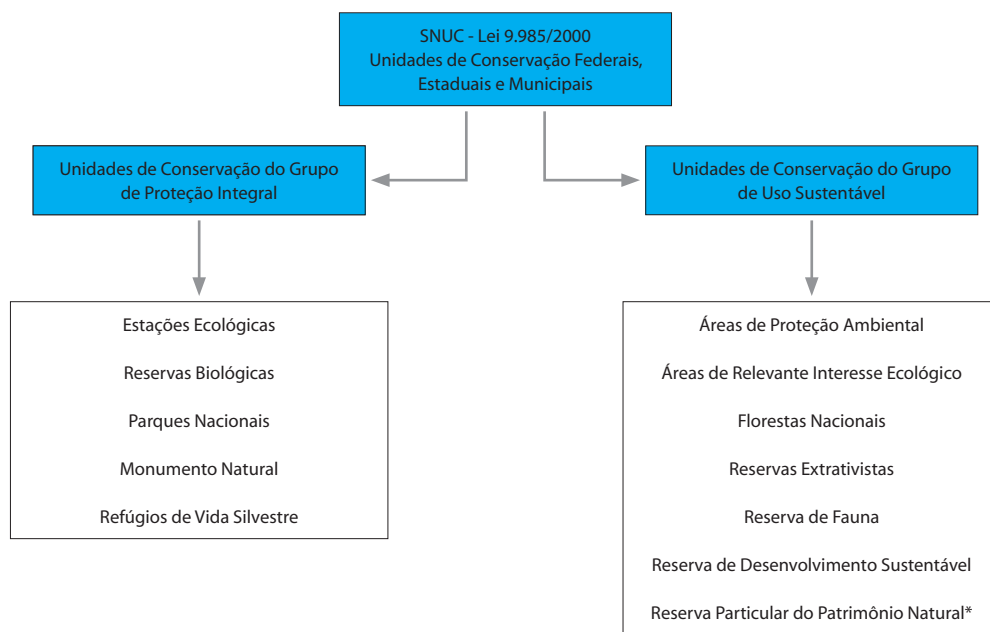 SNUC - Lei 9.985/2000
Unidades de Conservação Federais,
Estaduais e Municipais
Unidades de Conservação do Grupo
de Proteção Integral
Unidades de Conservação do Grupo
de Uso Sustentável
Estações Ecológicas
Reservas Biológicas
Parques Nacionais
Monumento Natural
Refúgios de Vida Silvestre
Áreas de Proteção Ambiental
Áreas de Relevante Interesse Ecológico
Florestas Nacionais
Reservas Extrativistas
Reserva de Fauna
Reserva de Desenvolvimento Sustentável
Reserva Particular do Patrimônio Natural*